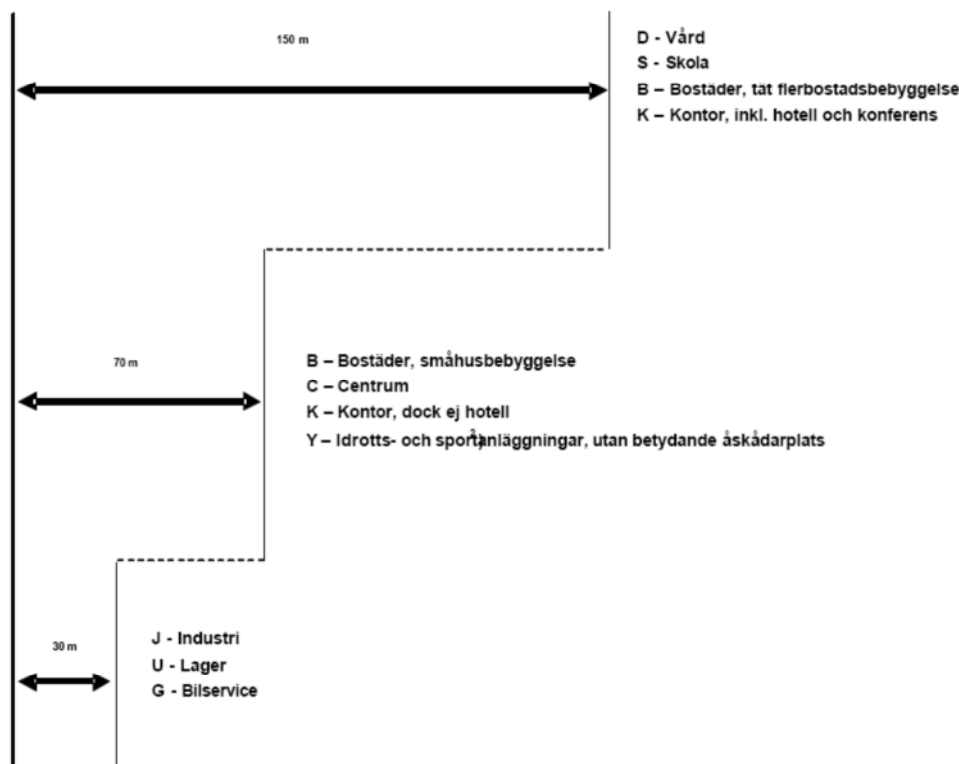 150 m
D - Vård
S - Skola
B – Bostäder, tät flerbostadsbebyggelse
K – Kontor, inkl. hotell och konferens
70 m
B – Bostäder, småhusbebyggelse
C – Centrum
K – Kontor, dock ej hotell
Y – Idrotts- och sportanläggningar, utan betydande åskådarplats
2)
30 m
J - Industri
U - Lager
G - Bilservice